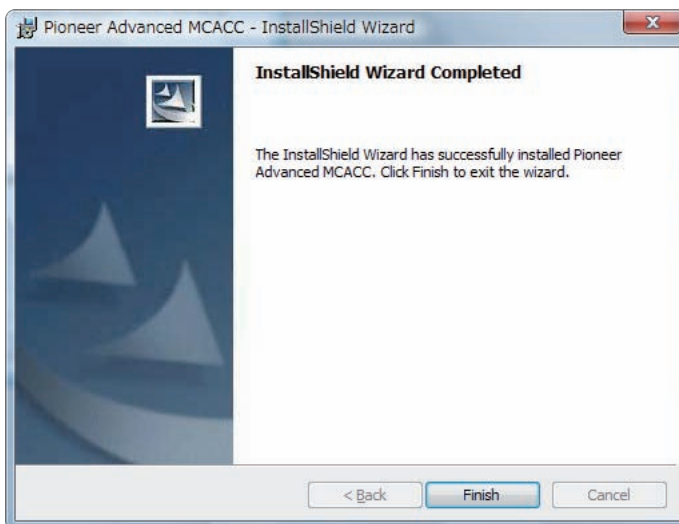 Pioneer Advanced MCACC - InstallShield Wizard
InstallShield Wizard Completed
The InstallShield Wizard has successfully installed Pioneer
Advanced MCACC. Click Finish to exit the wizard.
< Back
Finish
Cancel